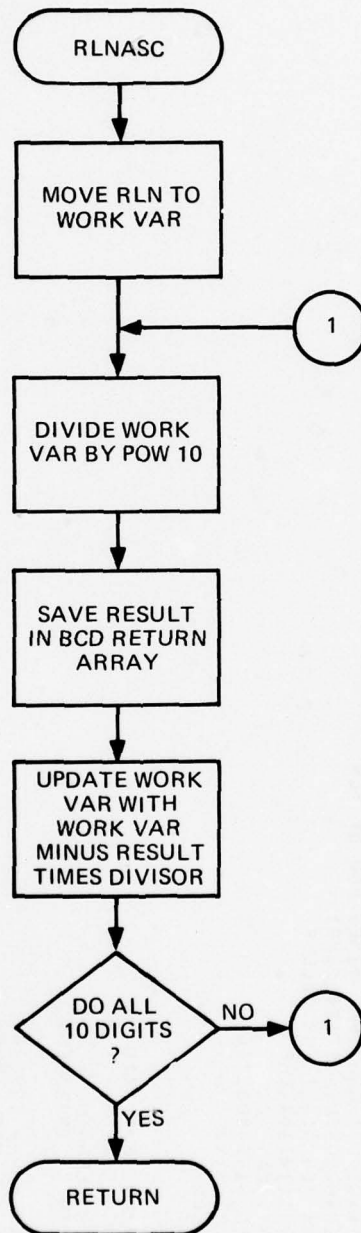 RLNASC
MOVE RLN TO
WORK VAR
1
DIVIDE WORK
VAR BY POW 10
SAVE RESULT
IN BCD RETURN
ARRAY
UPDATE WORK
VAR WITH
WORK VAR
MINUS RESULT
TIMES DIVISOR
DO ALL
10 DIGITS
?
NO
1
YES
RETURN